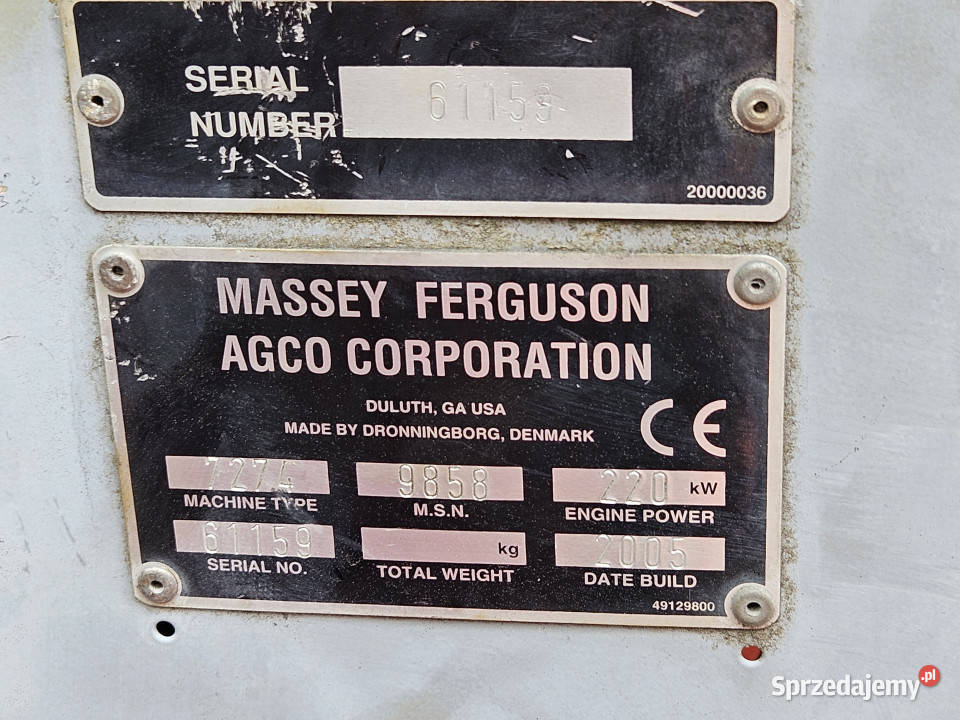 SERIAL
NUMBER
61159
20000036
MASSEY FERGUSON
AGCO CORPORATION
DULUTH, GA USA
MADE BY DRONNINGBORG, DENMARK
CE
7274 9858 220 kW
MACHINE TYPE M.S.N. ENGINE POWER
61159 kg 2005
SERIAL NO. TOTAL WEIGHT DATE BUILD
49129800
Sprzedajemy.pl